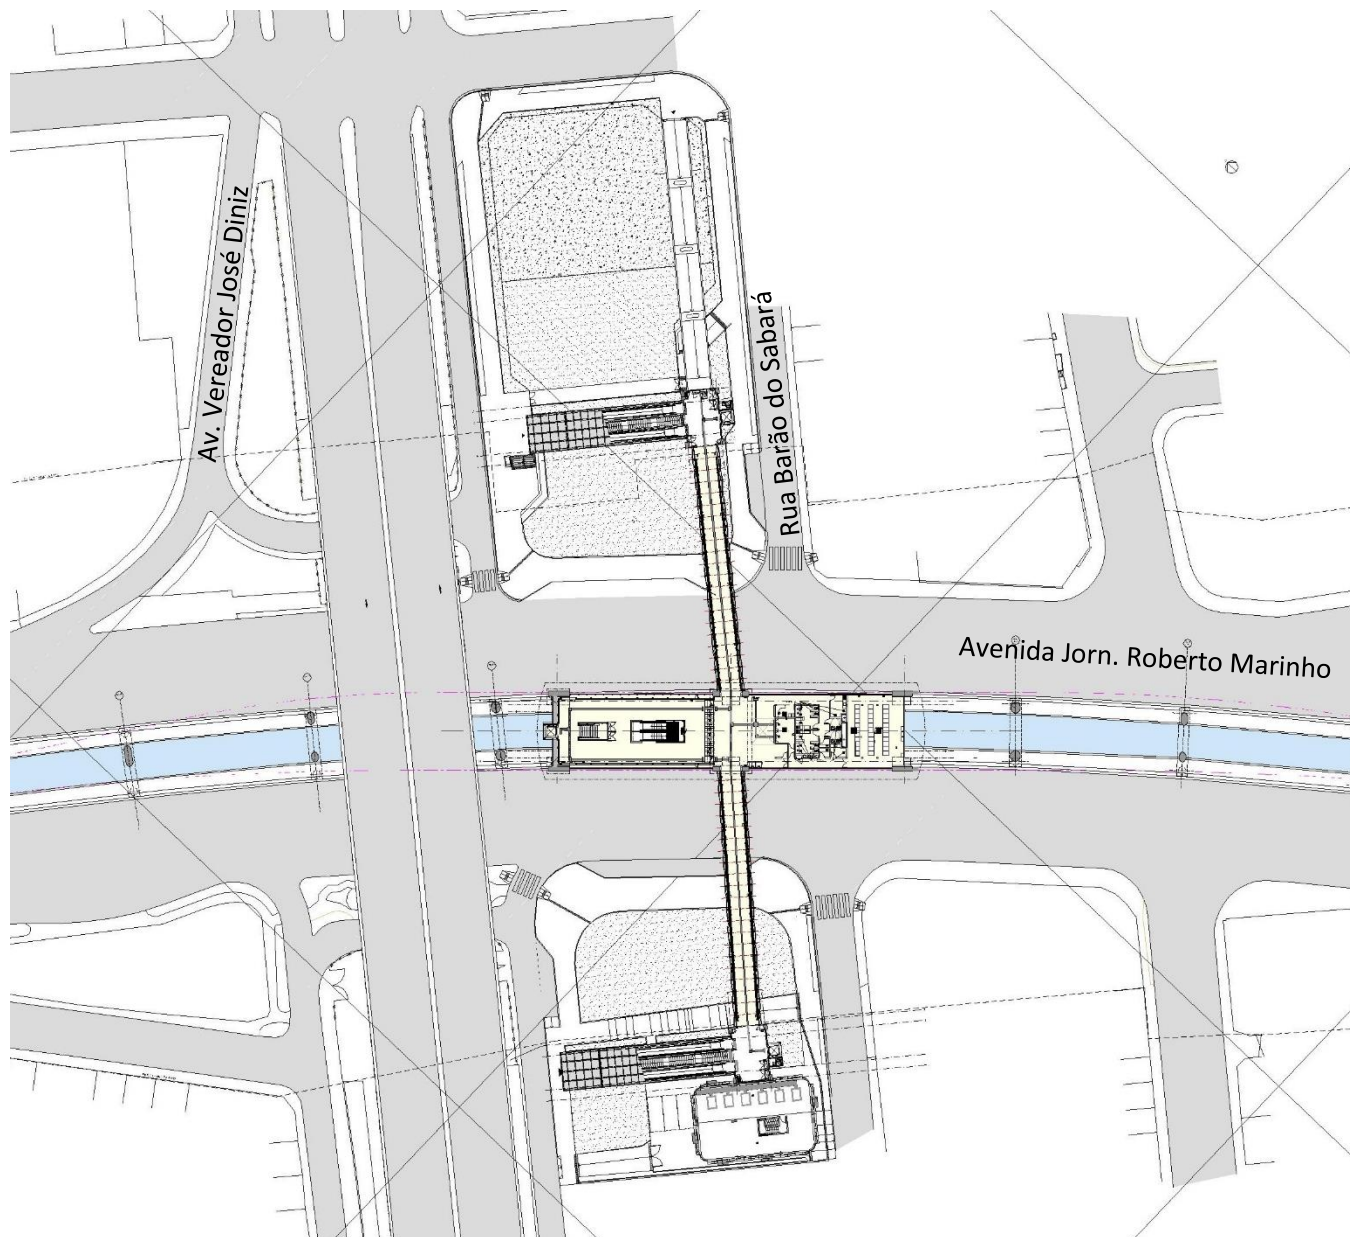 Av. Vereador José Diniz
Rua Barão do Sabará
Avenida Jorn. Roberto Marinho